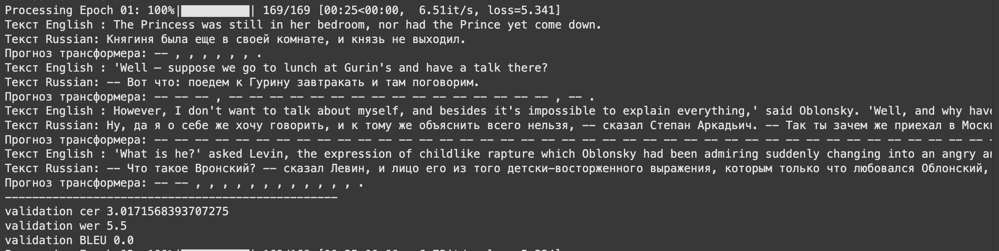 Processing Epoch 01: 100%|██████████| 169/169 [00:25<00:00,  6.51it/s, loss=5.341]
Текст English : The Princess was still in her bedroom, nor had the Prince yet come down.
Текст Russian: Княгиня была еще в своей комнате, и князь не выходил.
Прогноз трансформера: -- , , , , , , .
Текст English : 'Well — suppose we go to lunch at Gurin's and have a talk there?
Текст Russian: -- Вот что: поедем к Гурину завтракать и там поговорим.
Прогноз трансформера: -- -- -- , -- -- -- -- -- -- -- -- -- -- -- -- -- -- -- -- , -- .
Текст English : However, I don't want to talk about myself, and besides it's impossible to explain everything,' said Oblonsky. 'Well, and why have
Текст Russian: Ну, да я о себе же хочу говорить, и к тому же объяснить всего нельзя, -- сказал Степан Аркадьич. -- Так ты зачем же приехал в
Прогноз трансформера: -- -- -- -- -- -- -- -- -- -- -- -- -- -- -- -- -- -- -- -- -- -- -- -- -- -- -- -- -- -- -- -- -- -- -- -- -- -- -- -- -- -
Текст English : 'What is he?' asked Levin, the expression of childlike rapture which Oblonsky had been admiring suddenly changing into an angry
Текст Russian: -- Что такое Вронский? -- сказал Левин, и лицо его из того детски-восторженного выражения, которым только что любовался Облонский,
Прогноз трансформера: -- -- , , , , , , , , , , , , .
-------------------------------------------------
validation cer 3.0171568393707275
validation wer 5.5
validation BLEU 0.0